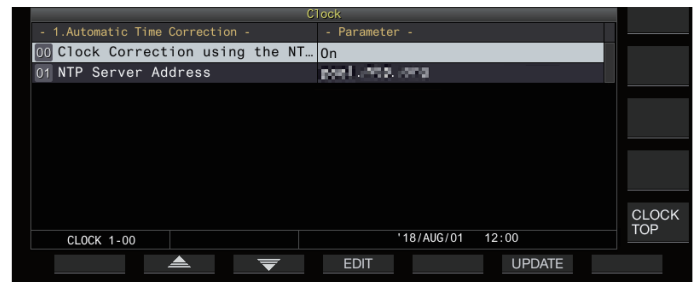 Clock
- 1.Automatic Time Correction - - Parameter -
00 Clock Correction using the NT… On
01 NTP Server Address
CLOCK 1-00 '18/AUG/01 12:00
CLOCK
TOP
EDIT UPDATE